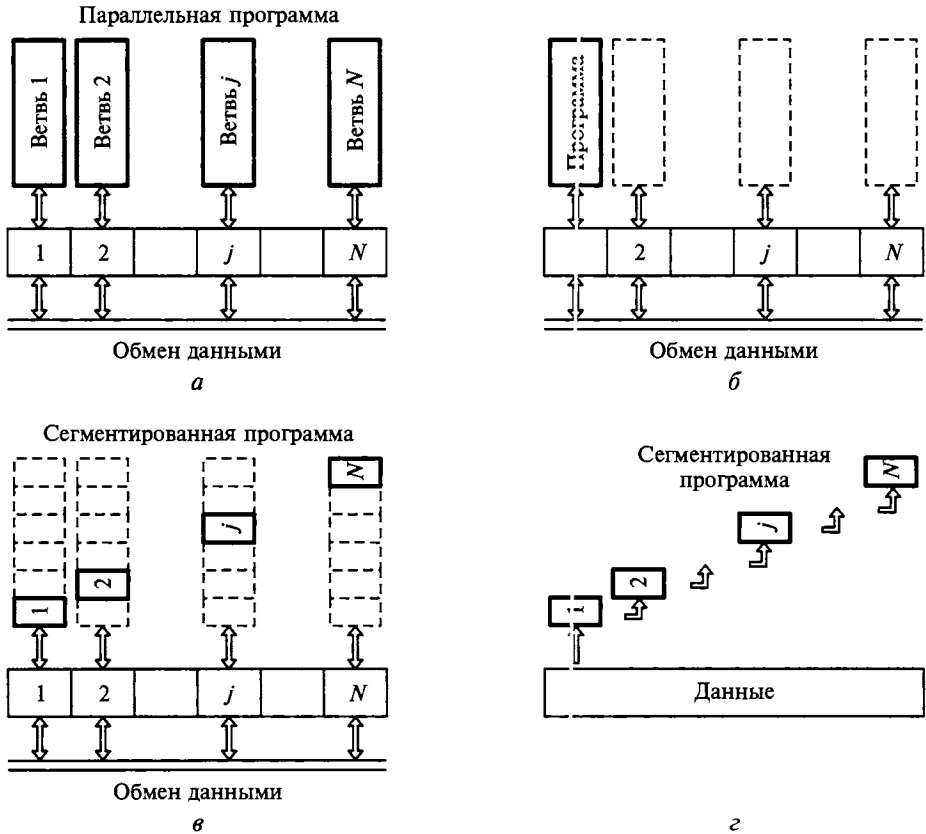 Параллельная программа
Ветвь 1
Ветвь 2
Ветвь j
Ветвь N
1 2 j N
Обмен данными
а
Программа
2 j N
Обмен данными
б
Сегментированная программа
1
2
j
N
1 2 j N
Обмен данными
в
Сегментированная
программа
1
2
j
N
Данные
г